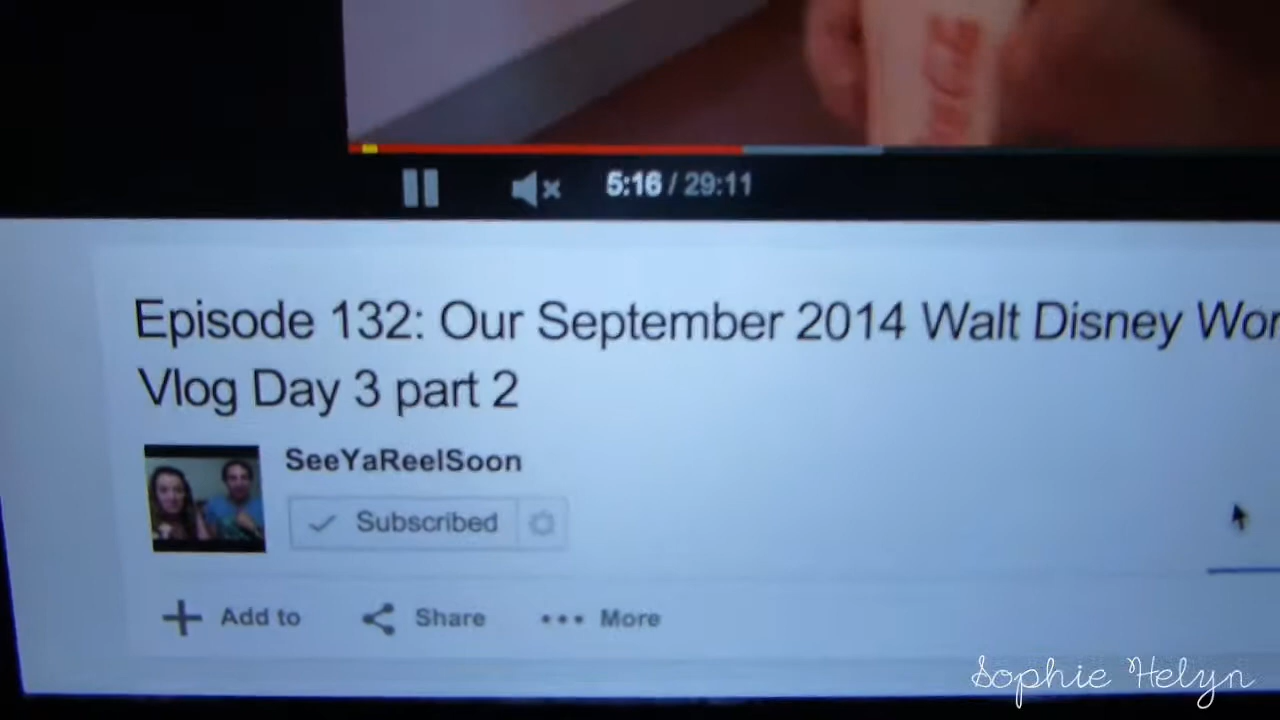 5:16 / 29:11
Episode 132: Our September 2014 Walt Disney Wor
Vlog Day 3 part 2
SeeYaReelSoon
Subscribed
Add to Share More
Sophie Helyn